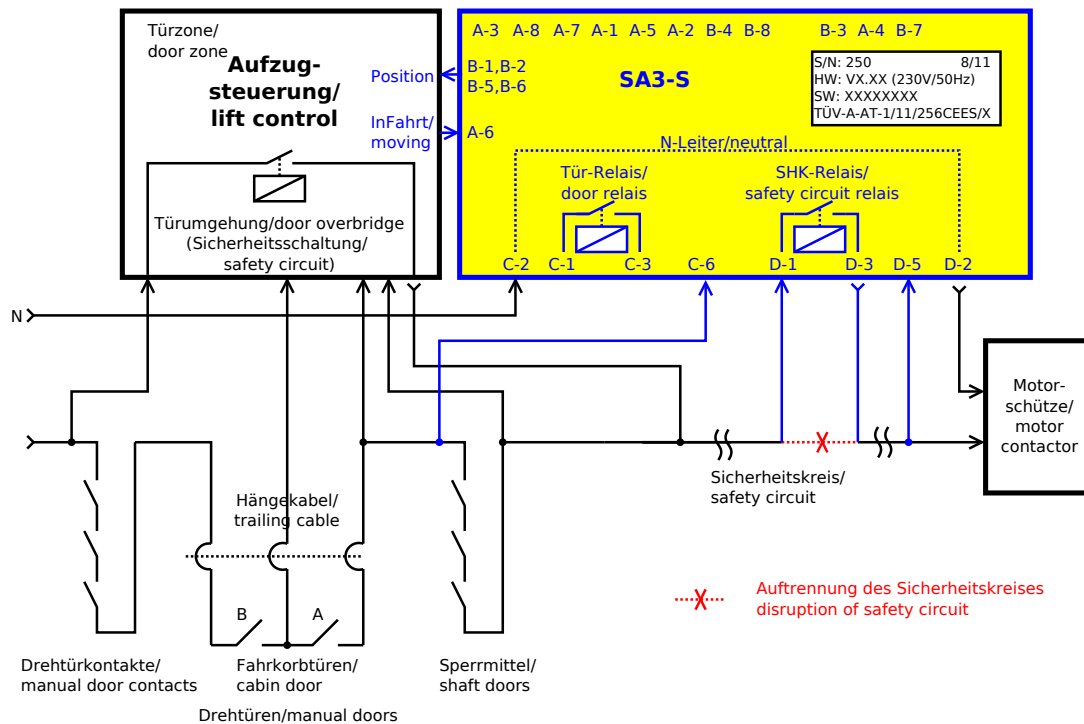 Türzone/
door zone
Aufzug-
steuerung/
lift control
Position
InFahrt/
moving
Türumgehung/door overbridge
(Sicherheitsschaltung/
safety circuit)
A-3 A-8 A-7 A-1 A-5 A-2 B-4 B-8 B-3 A-4 B-7
B-1,B-2
B-5,B-6
SA3-S
A-6
S/N: 250 8/11
HW: VX.XX (230V/50Hz)
SW: XXXXXXXX
TÜV-A-AT-1/11/256CEES/X
N-Leiter/neutral
Tür-Relais/
door relais
SHK-Relais/
safety circuit relais
C-2 C-1 C-3 C-6 D-1 D-3 D-5 D-2
N
Motor-
schütze/
motor
contactor
Sicherheitskreis/
safety circuit
Hängekabel/
trailing cable
B A
Auftrennung des Sicherheitskreises
disruption of safety circuit
Drehtürkontakte/
manual door contacts
Fahrkorbtüren/
cabin door
Sperrmittel/
shaft doors
Drehtüren/manual doors